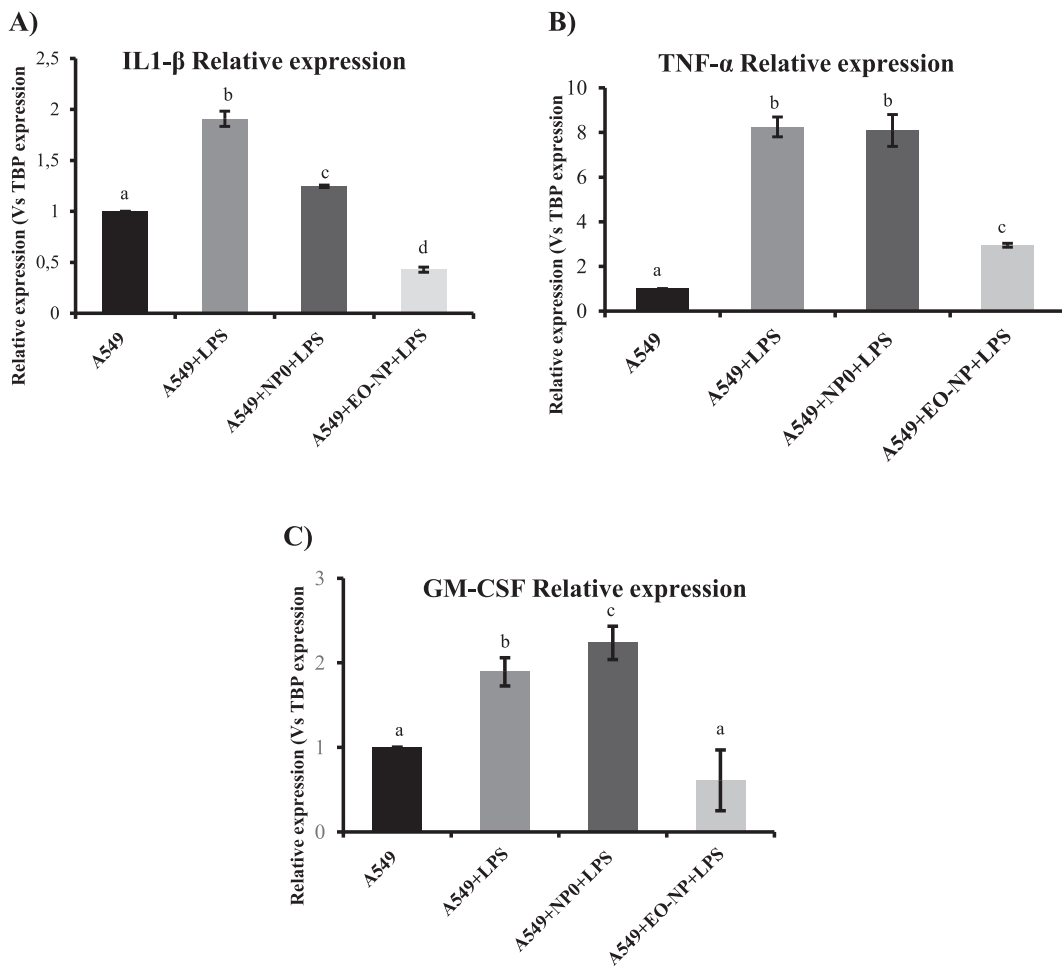 A)
IL1-β Relative expression
Relative expression (Vs TBP expression
2,5
2
1,5
1
0,5
0
a
b
c
d
A549
A549+LPS
A549+NP0+LPS
A549+EO-NP+LPS
B)
TNF-α Relative expression
Relative expression (Vs TBP expression
10
8
6
4
2
0
a
b
b
c
A549
A549+LPS
A549+NP0+LPS
A549+EO-NP+LPS
C)
GM-CSF Relative expression
Relative expression (Vs TBP expression
3
2
1
0
a
b
c
a
A549
A549+LPS
A549+NP0+LPS
A549+EO-NP+LPS